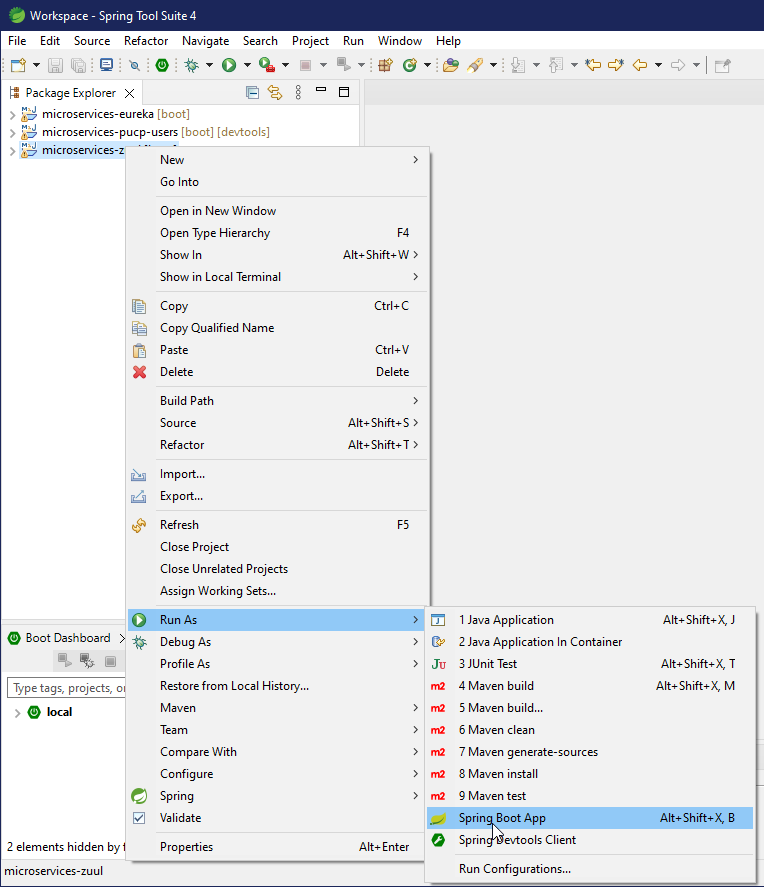 Workspace - Spring Tool Suite 4
File Edit Source Refactor Navigate Search Project Run Window Help
Package Explorer
microservices-eureka [boot]
microservices-pucp-users [boot] [devtools]
microservices-z
New
Go Into
Open in New Window
Open Type Hierarchy F4
Show In Alt+Shift+W
Show in Local Terminal
Copy Ctrl+C
Copy Qualified Name
Paste Ctrl+V
Delete Delete
Build Path
Source Alt+Shift+S
Refactor Alt+Shift+T
Import...
Export...
Refresh F5
Close Project
Close Unrelated Projects
Assign Working Sets...
Run As
Debug As
Profile As
Restore from Local History...
Maven
Team
Compare With
Configure
Spring
Validate
Properties Alt+Enter
1 Java Application Alt+Shift+X, J
2 Java Application In Container
Ju 3 JUnit Test Alt+Shift+X, T
m2 4 Maven build Alt+Shift+X, M
m2 5 Maven build...
m2 6 Maven clean
m2 7 Maven generate-sources
m2 8 Maven install
m2 9 Maven test
Spring Boot App Alt+Shift+X, B
Spring Devtools Client
Run Configurations...
Boot Dashboard
Type tags, projects, or
local
2 elements hidden by f
microservices-zuul